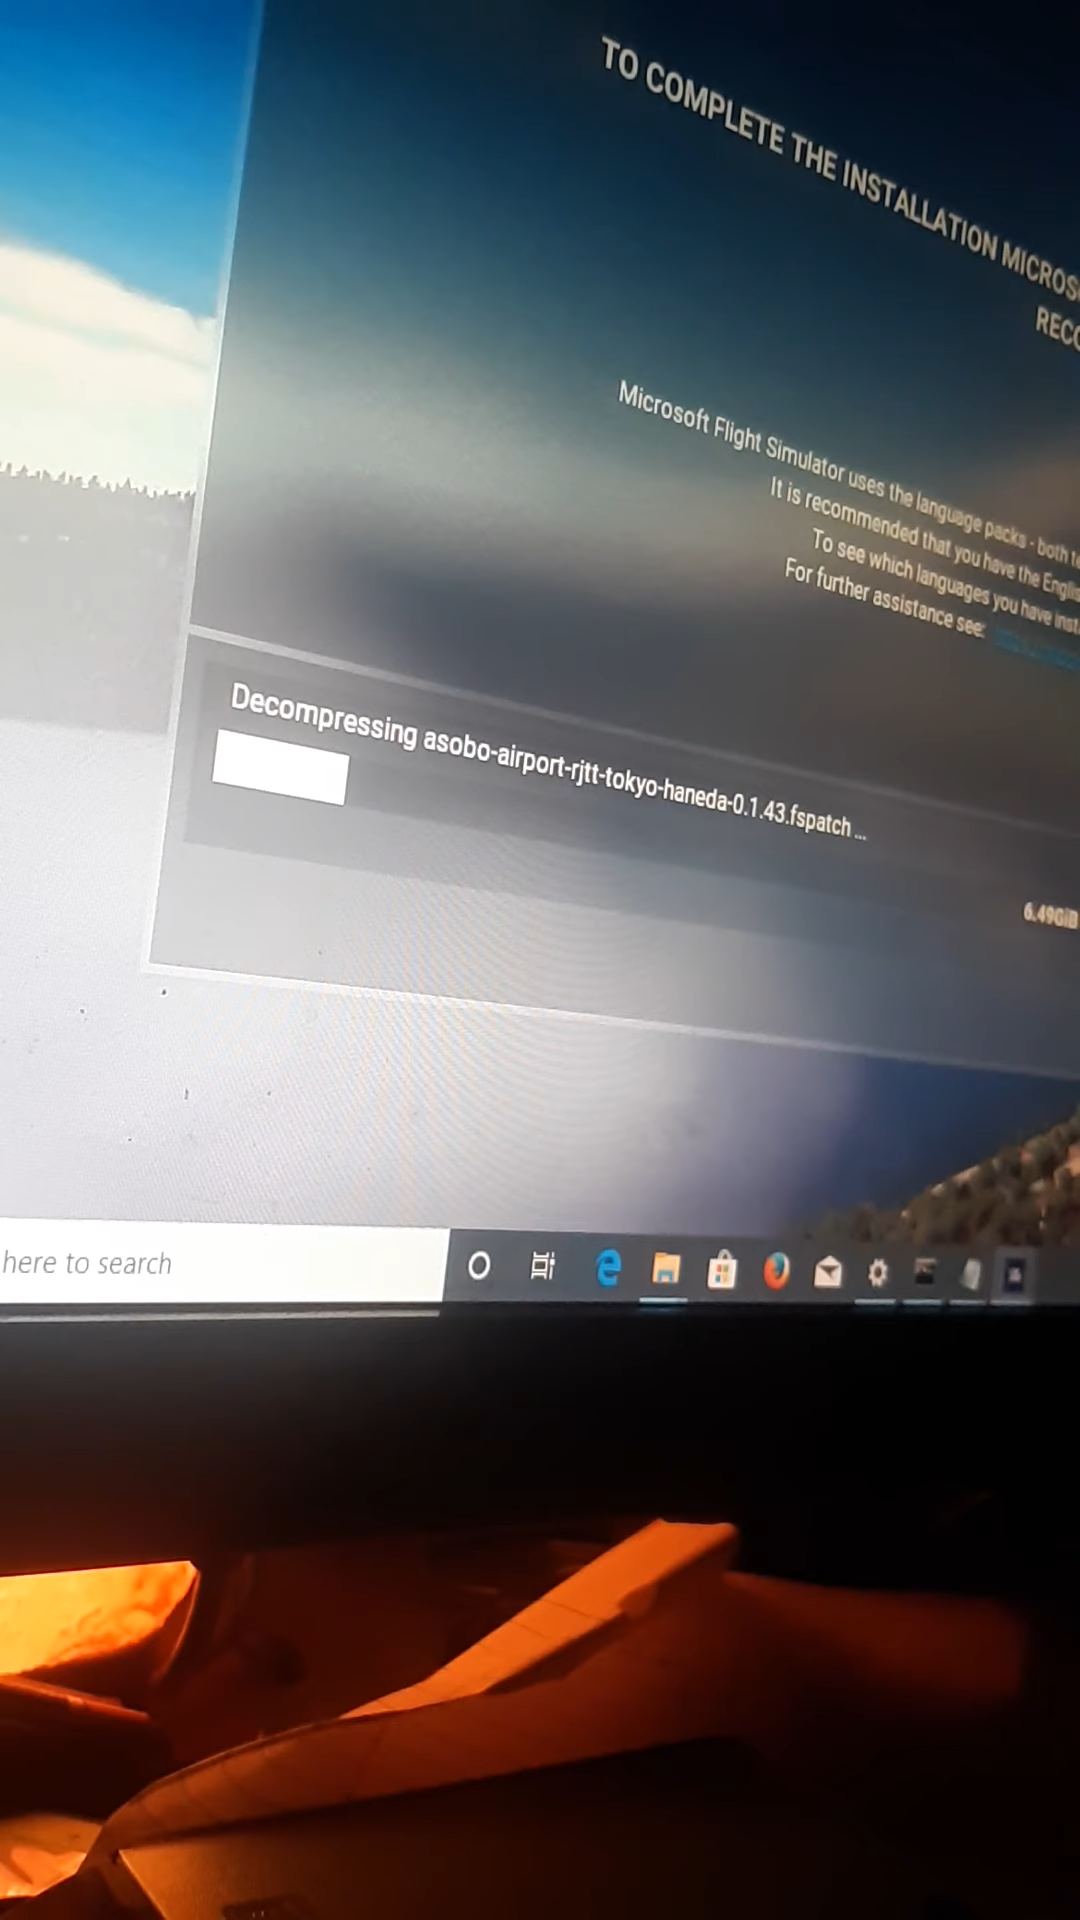 TO COMPLETE THE INSTALLATION
Microsoft Flight Simulator uses the language packs - both
It is recommended that you have the
To see which languages you have
For further assistance see:
Decompressing asobo-airport-rjtt-tokyo-haneda-0.1.43.fspatch ...
6.49GiB
here to search